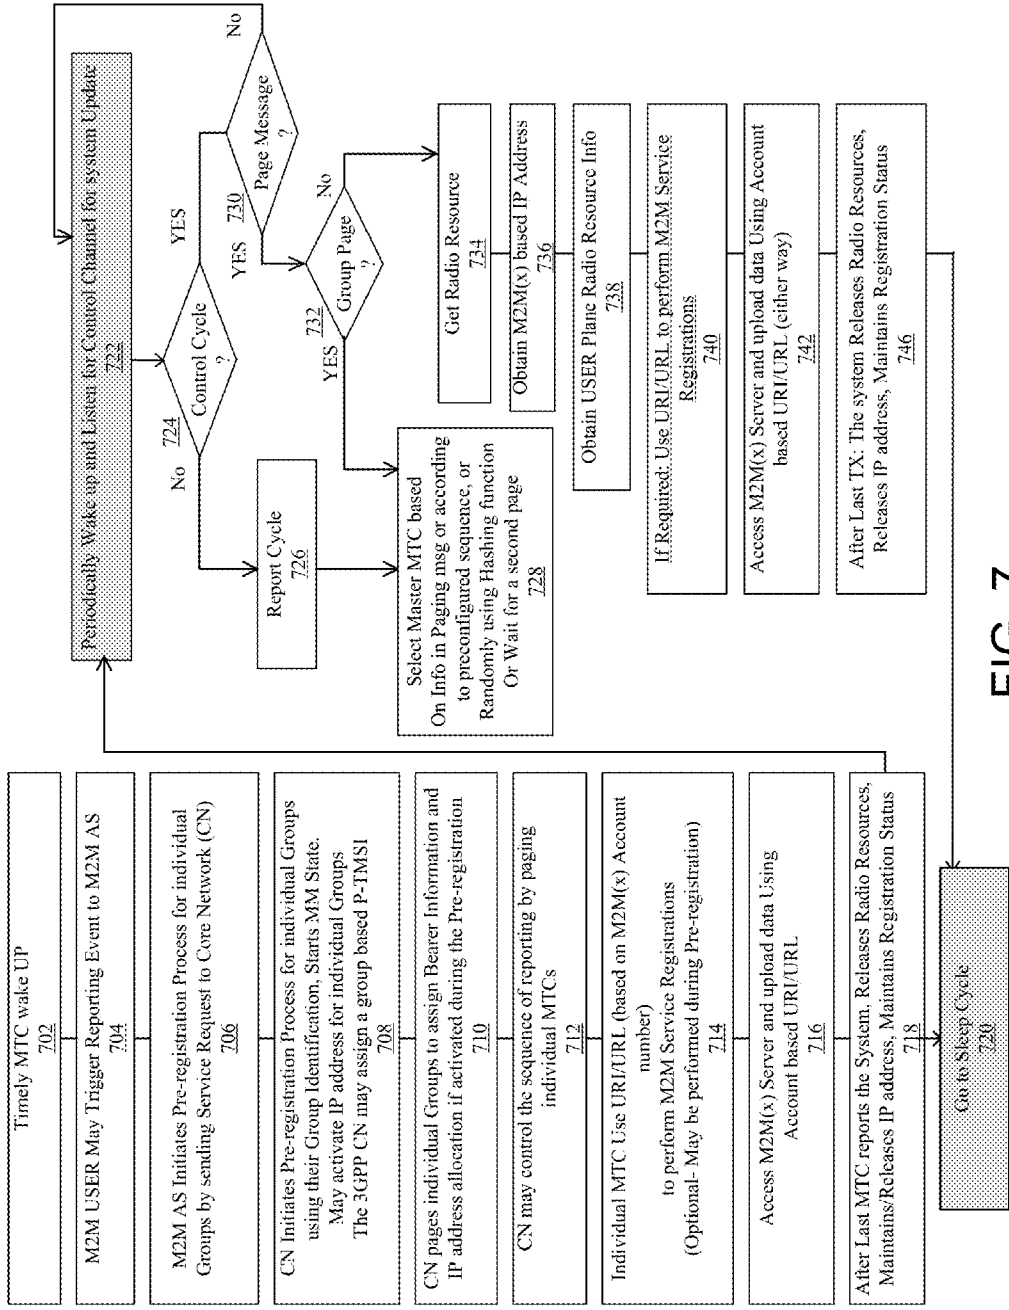 Timely MTC wake UP
702
M2M USER May Trigger Reporting Event to M2M AS
704
M2M AS Initiates Pre-registration Process for individual
Groups by sending Service Request to Core Network (CN)
706
CN Initiates Pre-registration Process for individual Groups
using their Group Identification, Starts MM State.
May activate IP address for individual Groups
The 3GPP CN may assign a group based P-TMSI
708
CN pages individual Groups to assign Bearer Information and
IP address allocation if activated during the Pre-registration
710
CN may control the sequence of reporting by paging
individual MTCs
712
Individual MTC Use URI/URL (based on M2M(x) Account
number)
to perform M2M Service Registrations
(Optional- May be performed during Pre-registration)
714
Access M2M(x) Server and upload data Using
Account based URI/URL
716
After Last MTC reports the System, Releases Radio Resources,
Maintains/Releases IP address, Maintains Registration Status
718
Go to Sleep Cycle
720
Periodically Wake up and Listen for Control Channel for system Update
722
Control Cycle
?
724
No
YES
Report Cycle
726
Select Master MTC based
On Info in Paging msg or according
to preconfigured sequence, or
Randomly using Hashing function
Or Wait for a second page
728
Page Message
?
730
No
YES
Group Page
?
732
YES
No
Get Radio Resource
734
Obtain M2M(x) based IP Address
736
Obtain USER Plane Radio Resource Info
738
If Required: Use URI/URL to perform M2M Service
Registrations
740
Access M2M(x) Server and upload data Using Account
based URI/URL (either way)
742
After Last TX: The system Releases Radio Resources,
Releases IP address, Maintains Registration Status
746
FIG. 7